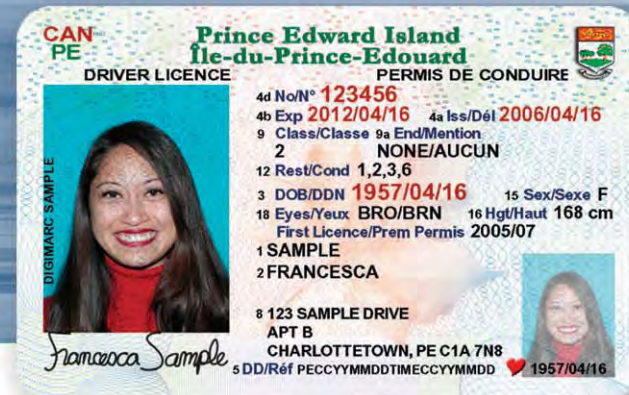 CAN
PE
Prince Edward Island
Île-du-Prince-Edouard
DRIVER LICENCE PERMIS DE CONDUIRE
4d No/N° 123456
4b Exp 2012/04/16 4a Iss/Dél 2006/04/16
9 Class/Classe 9a End/Mention
2 NONE/AUCUN
12 Rest/Cond 1,2,3,6
3 DOB/DDN 1957/04/16 15 Sex/Sexe F
18 Eyes/Yeux BRO/BRN 16 Hgt/Haut 168 cm
First Licence/Prem Permis 2005/07
1 SAMPLE
2 FRANCESCA
8 123 SAMPLE DRIVE
APT B
CHARLOTTETOWN, PE C1A 7N8
5 DD/Réf PECCYYMMDDTIMECCYYMMDD 1957/04/16
DIGIMARC SAMPLE
Francesca Sample